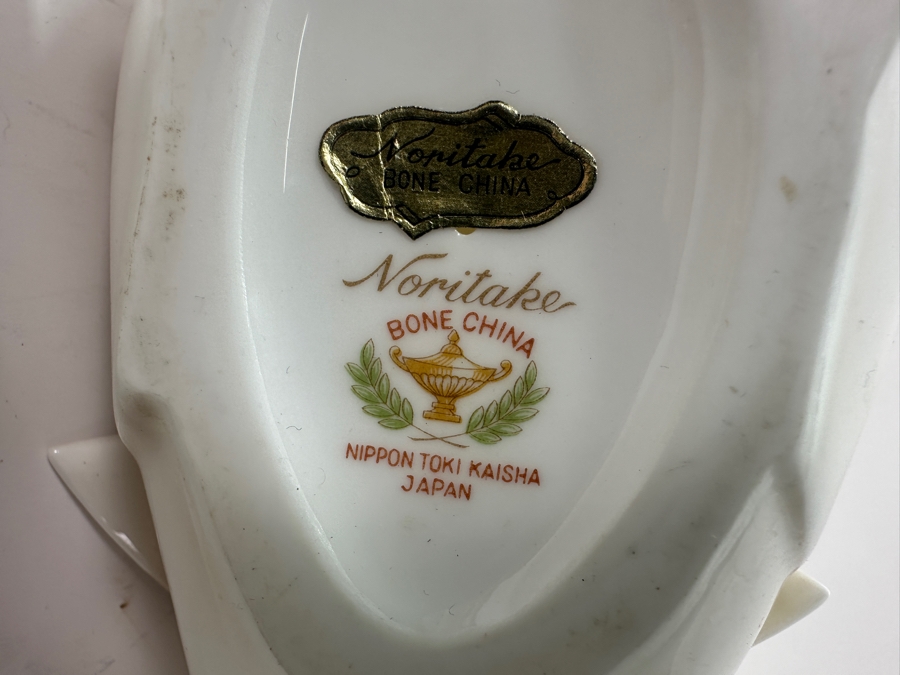 Noritake
BONE CHINA
Noritake
BONE CHINA
NIPPON TOKI KAISHA
JAPAN